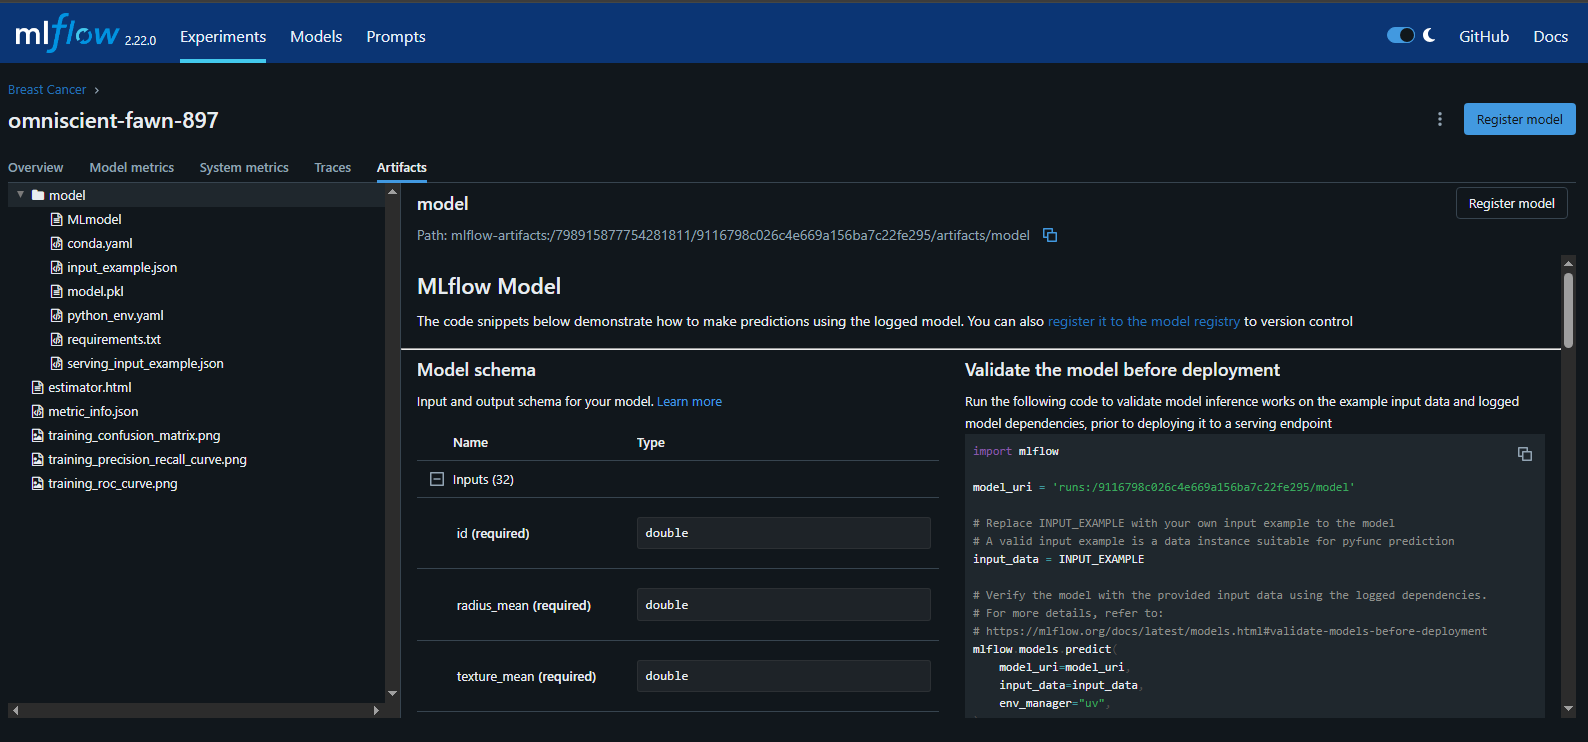 mlflow 2.22.0 Experiments Models Prompts GitHub Docs
Breast Cancer ›
omniscient-fawn-897
Register model
Overview Model metrics System metrics Traces Artifacts
model
MLmodel
conda.yaml
input_example.json
model.pkl
python_env.yaml
requirements.txt
serving_input_example.json
estimator.html
metric_info.json
training_confusion_matrix.png
training_precision_recall_curve.png
training_roc_curve.png
model
Register model
Path: mlflow-artifacts:/798915877754281811/9116798c026c4e669a156ba7c22fe295/artifacts/model
MLflow Model
The code snippets below demonstrate how to make predictions using the logged model. You can also register it to the model registry to version control
Model schema
Input and output schema for your model. Learn more
Name Type
Inputs (32)
id (required) double
radius_mean (required) double
texture_mean (required) double
Validate the model before deployment
Run the following code to validate model inference works on the example input data and logged
model dependencies, prior to deploying it to a serving endpoint
import mlflow
model_uri = 'runs:/9116798c026c4e669a156ba7c22fe295/model'
# Replace INPUT_EXAMPLE with your own input example to the model
# A valid input example is a data instance suitable for pyfunc prediction
input_data = INPUT_EXAMPLE
# Verify the model with the provided input data using the logged dependencies.
# For more details, refer to:
# https://mlflow.org/docs/latest/models.html#validate-models-before-deployment
mlflow.models.predict(
model_uri=model_uri,
input_data=input_data,
env_manager="uv",